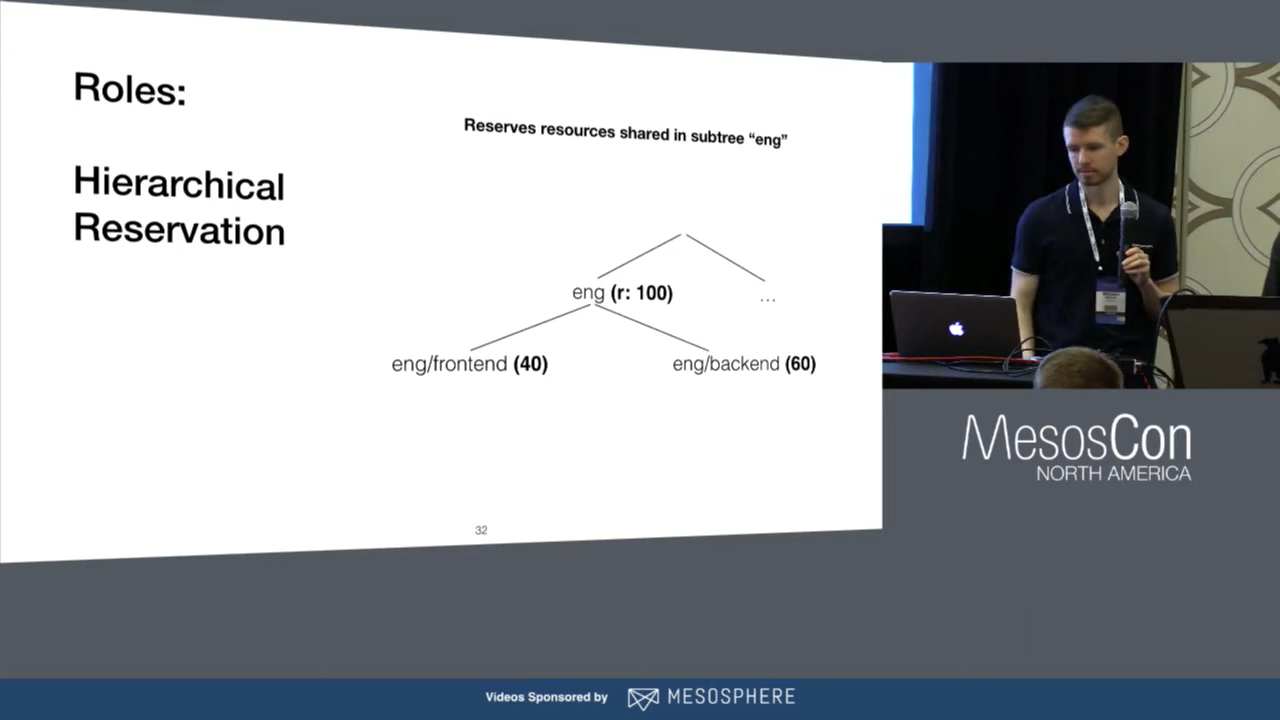 Roles:
Hierarchical
Reservation
Reserves resources shared in subtree “eng”
eng (r: 100)
...
eng/frontend (40)
eng/backend (60)
32
MesosCon
NORTH AMERICA
Videos Sponsored by MESOSPHERE